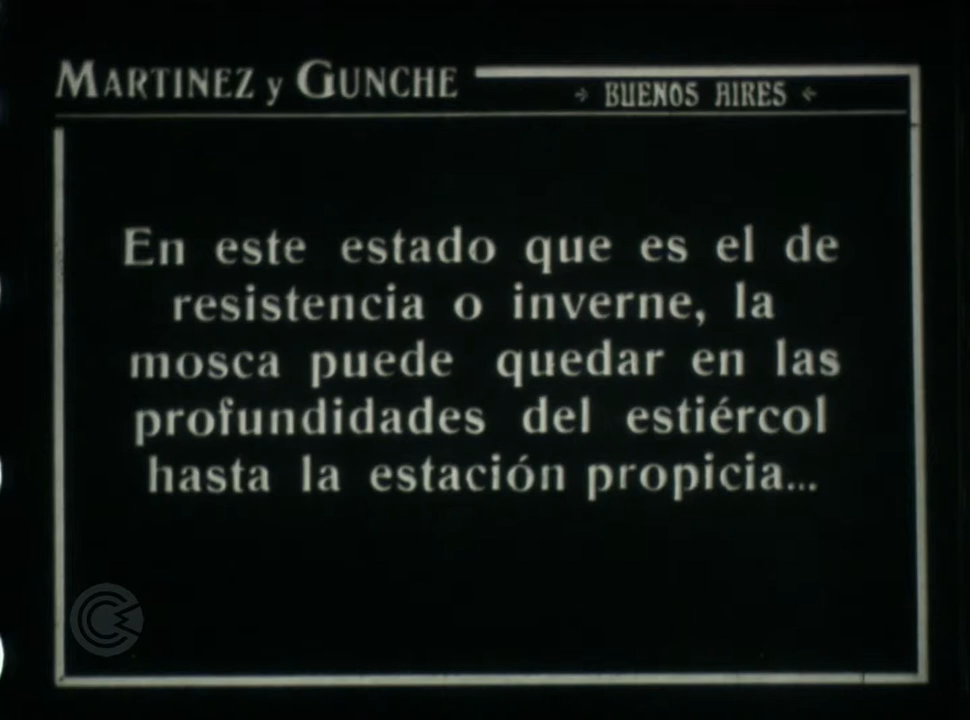 MARTINEZ y GUNCHE
BUENOS AIRES
En este estado que es el de
resistencia o inverne, la
mosca puede quedar en las
profundidades del estiércol
hasta la estación propicia...